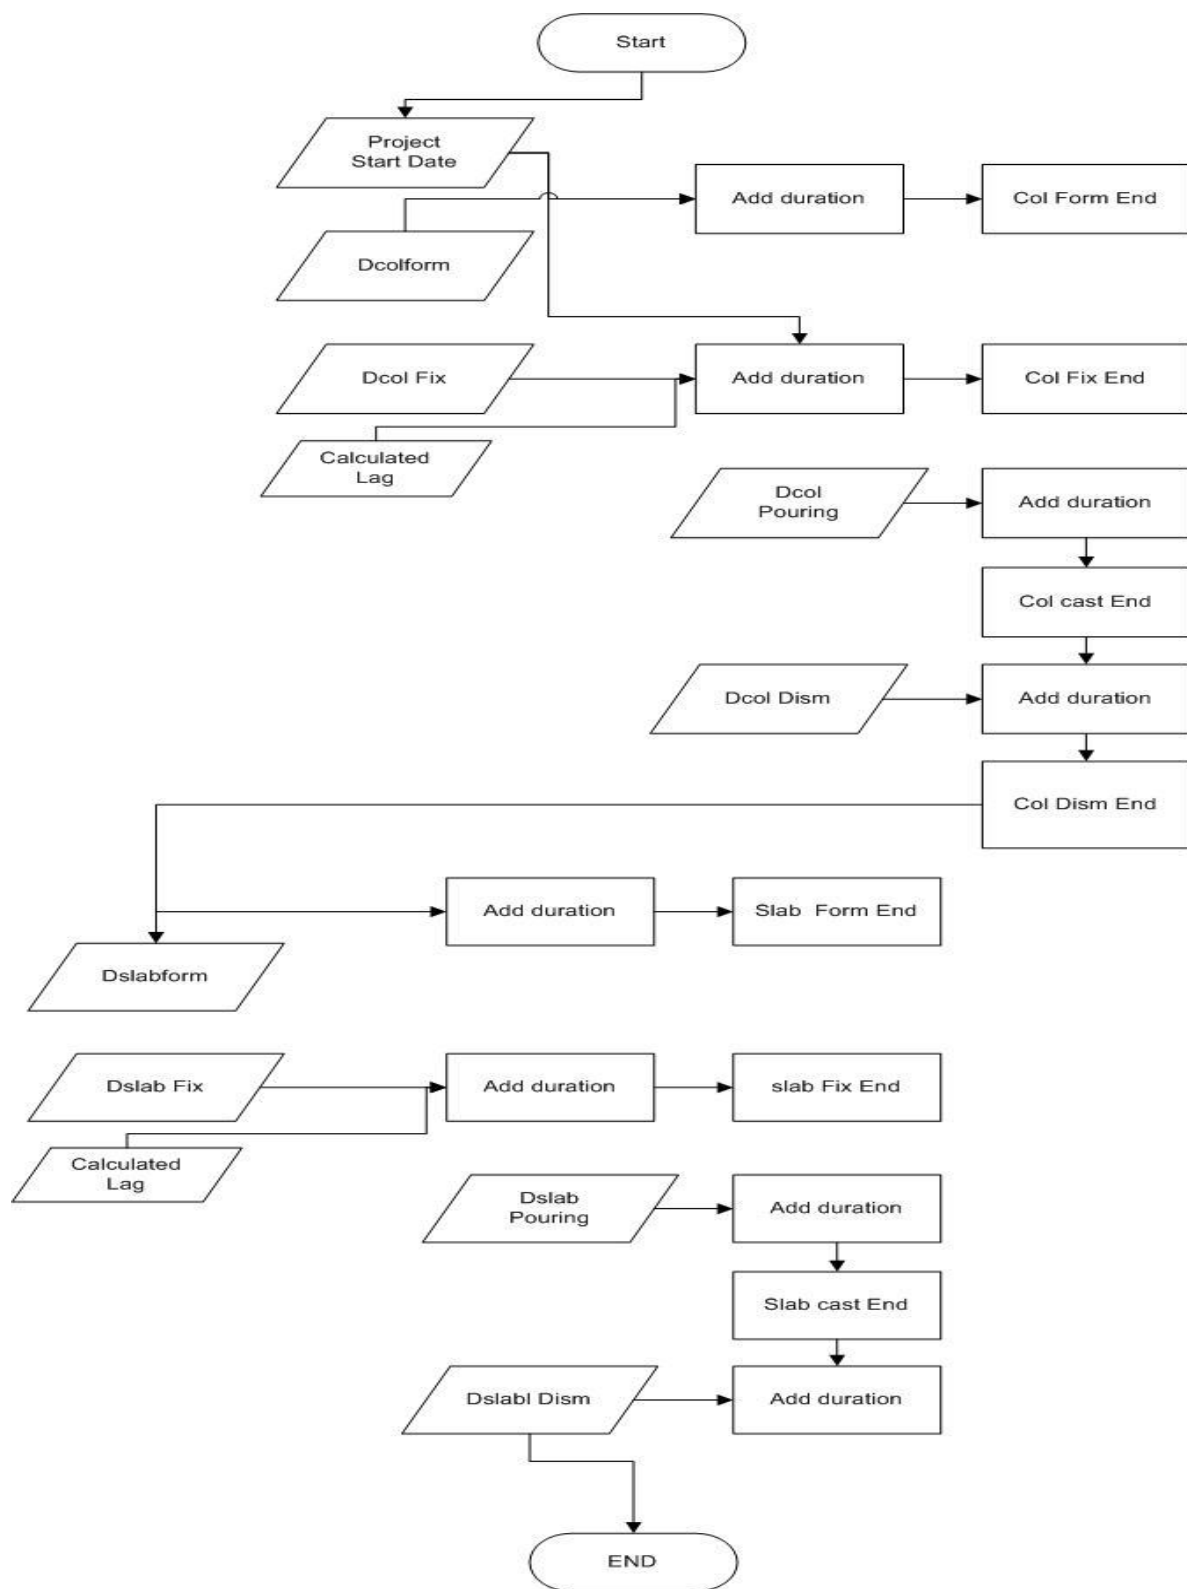 Start
Project
Start Date
Add duration
Col Form End
Dcolform
Dcol Fix
Add duration
Col Fix End
Calculated
Lag
Dcol
Pouring
Add duration
Col cast End
Dcol Dism
Add duration
Col Dism End
Add duration
Slab Form End
Dslabform
Dslab Fix
Add duration
slab Fix End
Calculated
Lag
Dslab
Pouring
Add duration
Slab cast End
Dslabl Dism
Add duration
END